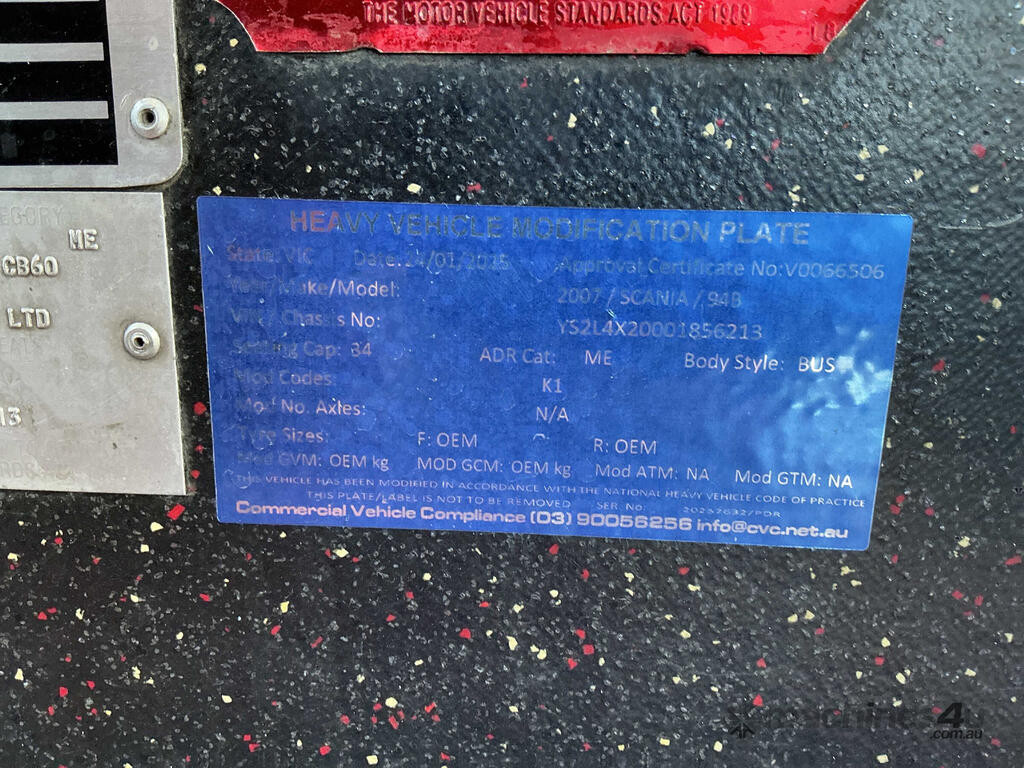 THE MOTOR VEHICLE STANDARDS ACT 1989
ME
CB60
LTD
13
HEAVY VEHICLE MODIFICATION PLATE
State: VIC Date: 24/01/2025 Approval Certificate No: V0066506
Year/Make/Model: 2007 / SCANIA / 94B
VIN / Chassis No: YS2L4X20001856213
Seating Cap: 34 ADR Cat: ME Body Style: BUS
Mod Codes: K1
Mod No. Axles: N/A
Tyre Sizes: F: OEM C: R: OEM
Mod GVM: OEM kg MOD GCM: OEM kg Mod ATM: NA Mod GTM: NA
THIS VEHICLE HAS BEEN MODIFIED IN ACCORDANCE WITH THE NATIONAL HEAVY VEHICLE CODE OF PRACTICE
THIS PLATE/LABEL IS NOT TO BE REMOVED SER No:
Commercial Vehicle Compliance (03) 90056256 info@cvc.net.au
machines4u
.com.au